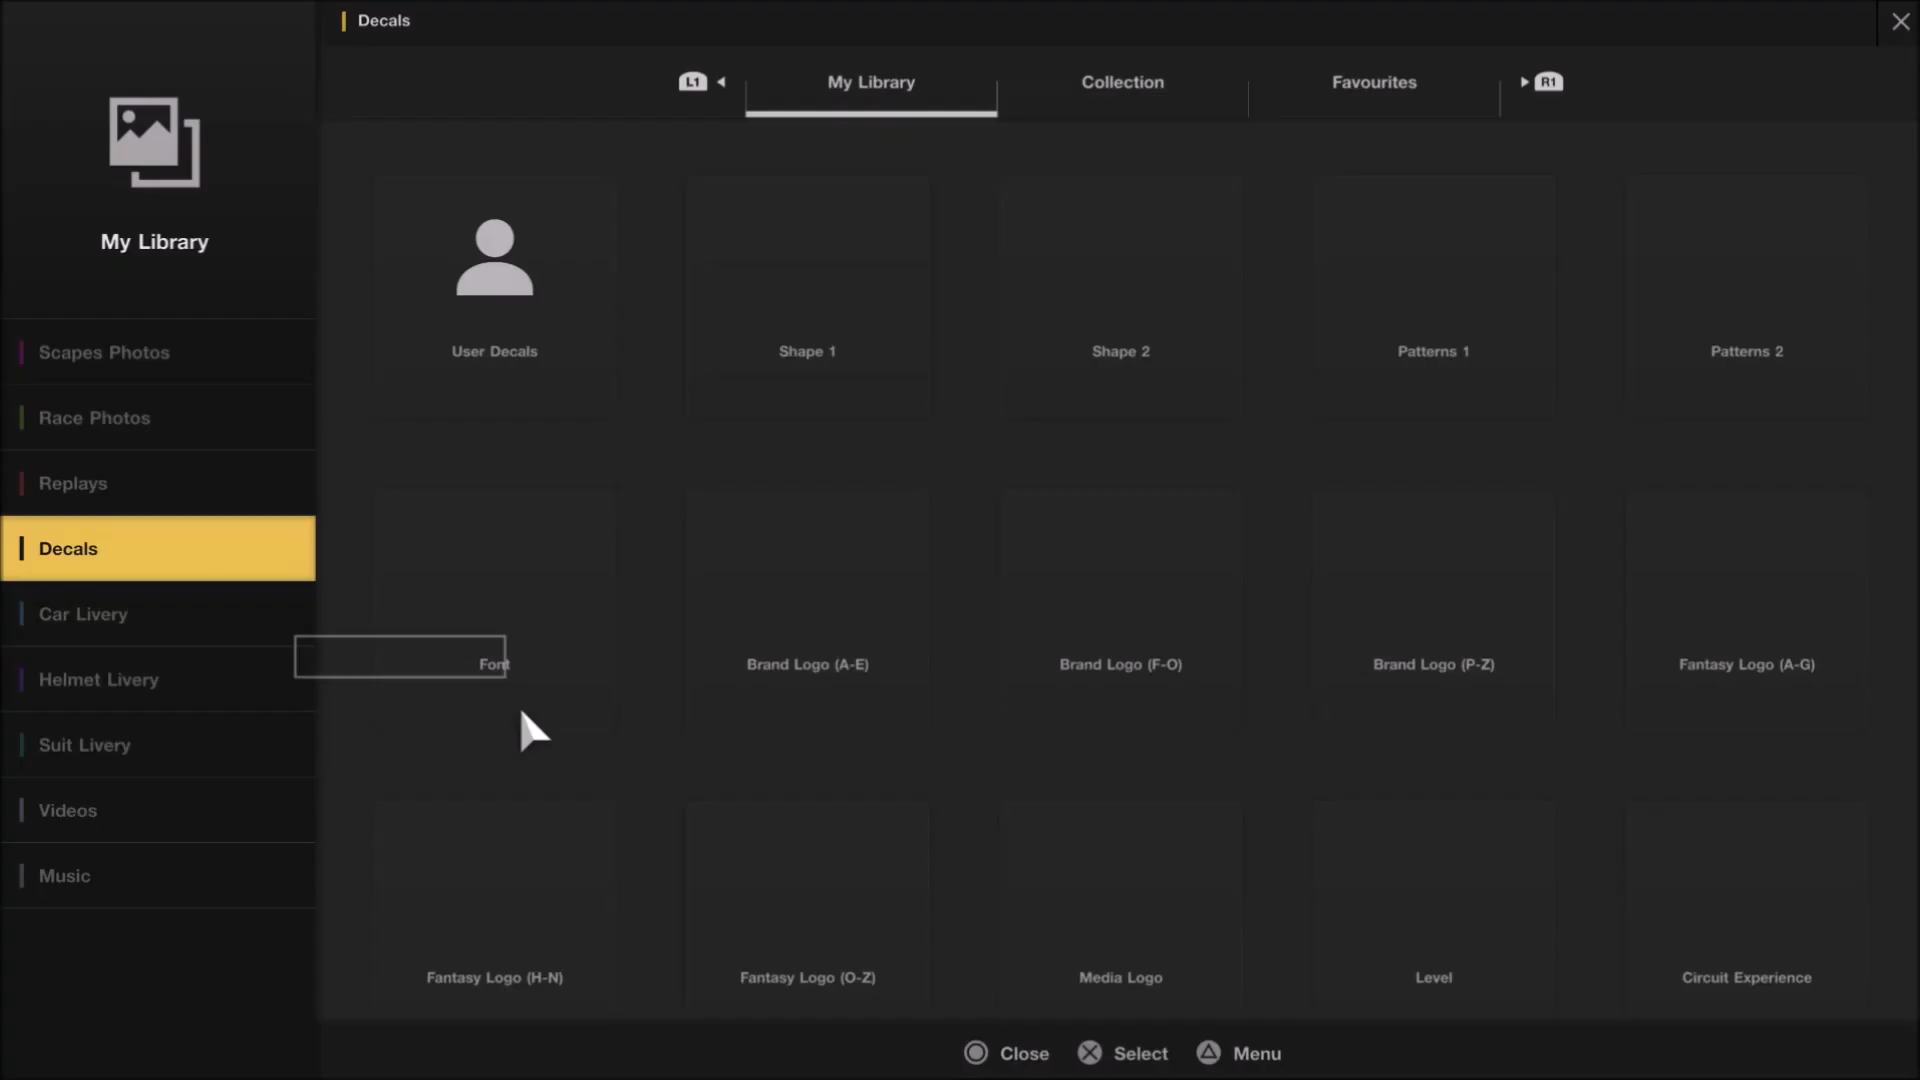 Decals
L1
My Library
Collection
Favourites
R1
My Library
Scapes Photos
Race Photos
Replays
Decals
Car Livery
Helmet Livery
Suit Livery
Videos
Music
User Decals
Shape 1
Shape 2
Patterns 1
Patterns 2
Font
Brand Logo (A-E)
Brand Logo (F-O)
Brand Logo (P-Z)
Fantasy Logo (A-G)
Fantasy Logo (H-N)
Fantasy Logo (O-Z)
Media Logo
Level
Circuit Experience
Close
Select
Menu